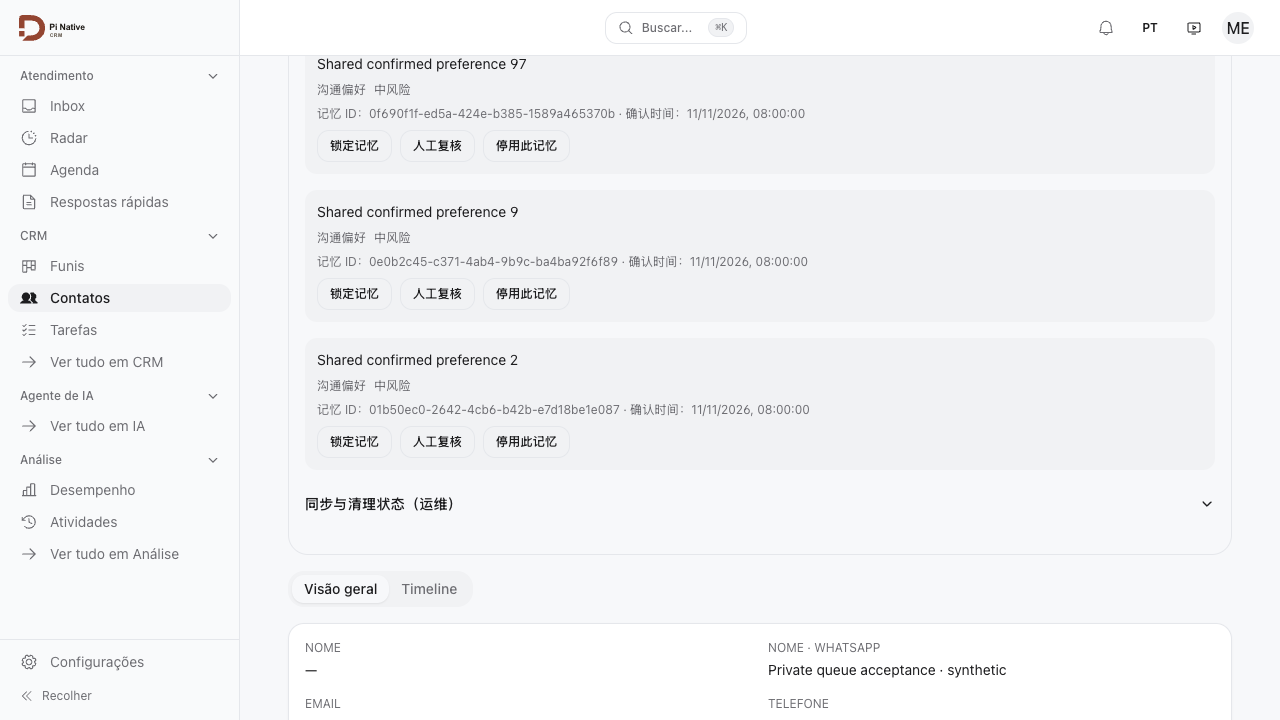 Pi Native
CRM
Buscar...
⌘K
PT
ME
Atendimento
Inbox
Radar
Agenda
Respostas rápidas
CRM
Funis
Contatos
Tarefas
Ver tudo em CRM
Agente de IA
Ver tudo em IA
Análise
Desempenho
Atividades
Ver tudo em Análise
Configurações
Recolher
Shared confirmed preference 97
沟通偏好 中风险
记忆 ID：0f690f1f-ed5a-424e-b385-1589a465370b · 确认时间：11/11/2026, 08:00:00
锁定记忆 人工复核 停用此记忆
Shared confirmed preference 9
沟通偏好 中风险
记忆 ID：0e0b2c45-c371-4ab4-9b9c-ba4ba92f6f89 · 确认时间：11/11/2026, 08:00:00
锁定记忆 人工复核 停用此记忆
Shared confirmed preference 2
沟通偏好 中风险
记忆 ID：01b50ec0-2642-4cb6-b42b-e7d18be1e087 · 确认时间：11/11/2026, 08:00:00
锁定记忆 人工复核 停用此记忆
同步与清理状态（运维）
Visão geral Timeline
NOME
—
NOME · WHATSAPP
Private queue acceptance · synthetic
EMAIL
TELEFONE